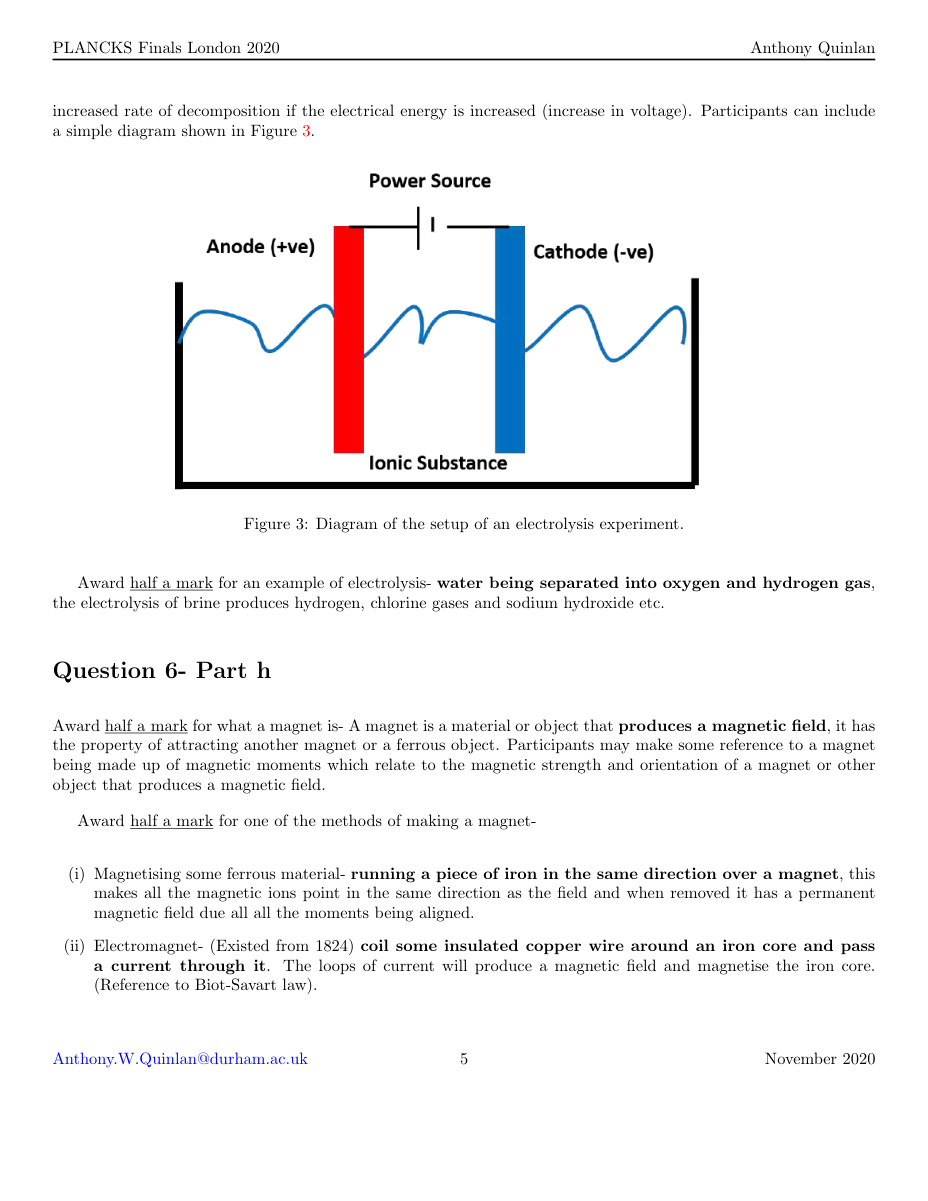 PLANCKS Finals London 2020 Anthony Quinlan
increased rate of decomposition if the electrical energy is increased (increase in voltage). Participants can include
a simple diagram shown in Figure 3.
Power Source
Anode (+ve)
Cathode (-ve)
Ionic Substance
Figure 3: Diagram of the setup of an electrolysis experiment.
Award half a mark for an example of electrolysis- water being separated into oxygen and hydrogen gas,
the electrolysis of brine produces hydrogen, chlorine gases and sodium hydroxide etc.
Question 6- Part h
Award half a mark for what a magnet is- A magnet is a material or object that produces a magnetic field, it has
the property of attracting another magnet or a ferrous object. Participants may make some reference to a magnet
being made up of magnetic moments which relate to the magnetic strength and orientation of a magnet or other
object that produces a magnetic field.
Award half a mark for one of the methods of making a magnet-
(i) Magnetising some ferrous material- running a piece of iron in the same direction over a magnet, this
makes all the magnetic ions point in the same direction as the field and when removed it has a permanent
magnetic field due all all the moments being aligned.
(ii) Electromagnet- (Existed from 1824) coil some insulated copper wire around an iron core and pass
a current through it. The loops of current will produce a magnetic field and magnetise the iron core.
(Reference to Biot-Savart law).
Anthony.W.Quinlan@durham.ac.uk 5 November 2020